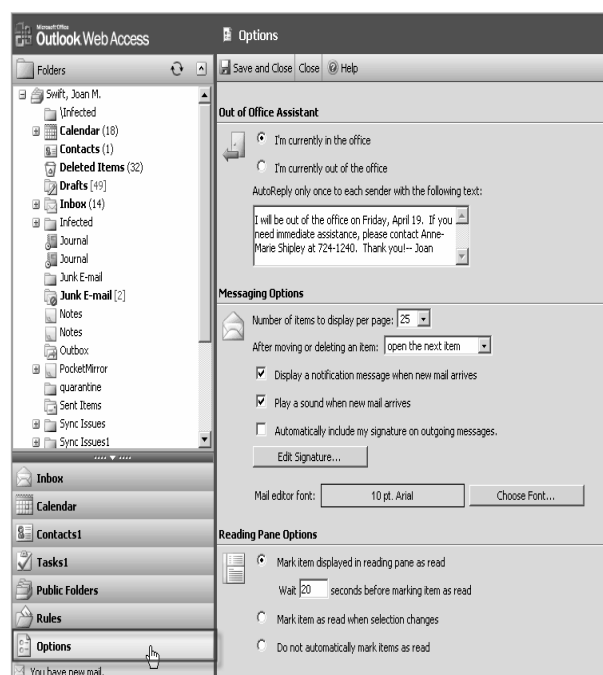 Microsoft Office
Outlook Web Access
Options
Folders
Save and Close Close Help
Swift, Joan M.
\Infected
Calendar (18)
Contacts (1)
Deleted Items (32)
Drafts [49]
Inbox (14)
Infected
Journal
Journal
Junk E-mail
Junk E-mail [2]
Notes
Notes
Outbox
PocketMirror
quarantine
Sent Items
Sync Issues
Sync Issues1
Inbox
Calendar
Contacts1
Tasks1
Public Folders
Rules
Options
You have new mail.
Out of Office Assistant
I'm currently in the office
I'm currently out of the office
AutoReply only once to each sender with the following text:
I will be out of the office on Friday, April 19. If you
need immediate assistance, please contact Anne-
Marie Shipley at 724-1240. Thank you!-- Joan
Messaging Options
Number of items to display per page: 25
After moving or deleting an item: open the next item
Display a notification message when new mail arrives
Play a sound when new mail arrives
Automatically include my signature on outgoing messages.
Edit Signature...
Mail editor font: 10 pt. Arial Choose Font...
Reading Pane Options
Mark item displayed in reading pane as read
Wait 20 seconds before marking item as read
Mark item as read when selection changes
Do not automatically mark items as read